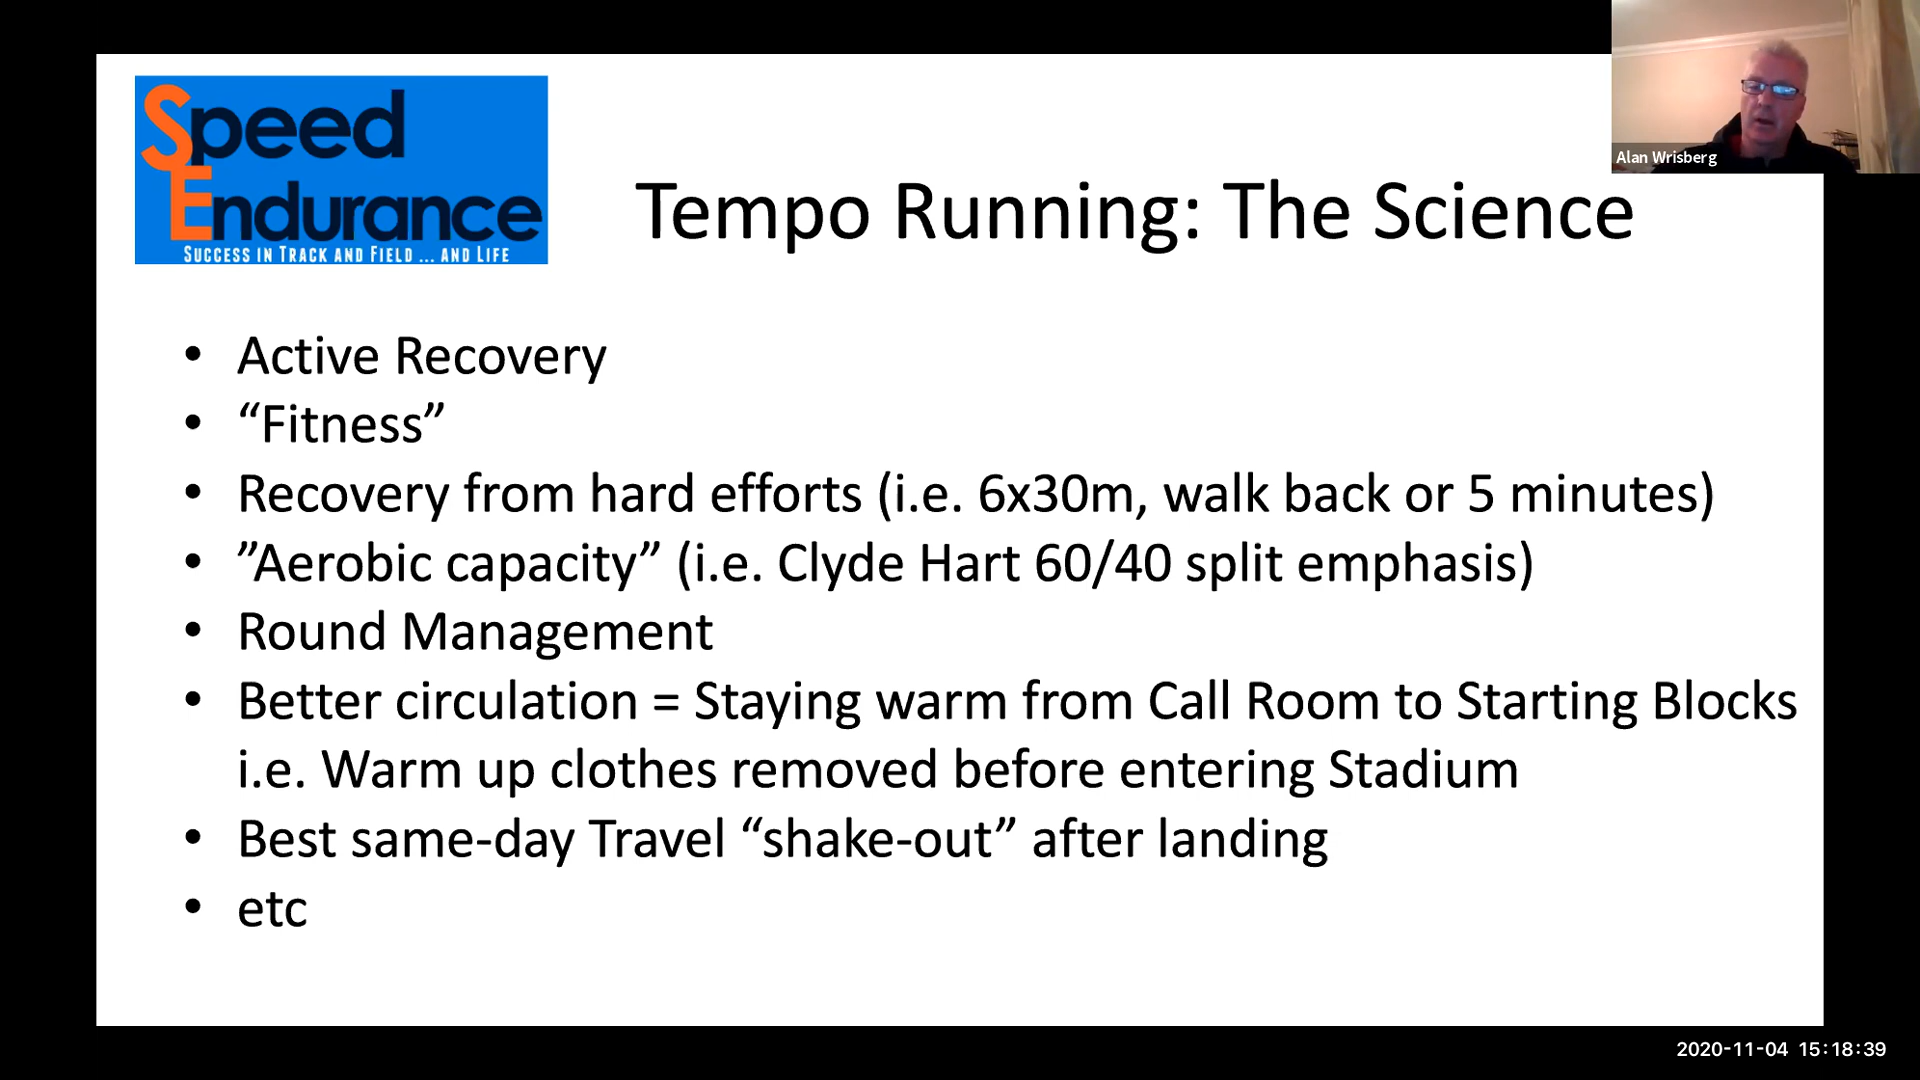 Speed
Endurance
SUCCESS IN TRACK AND FIELD ... AND LIFE
Alan Wrisberg
Tempo Running: The Science
• Active Recovery
• “Fitness”
• Recovery from hard efforts (i.e. 6x30m, walk back or 5 minutes)
• ”Aerobic capacity” (i.e. Clyde Hart 60/40 split emphasis)
• Round Management
• Better circulation = Staying warm from Call Room to Starting Blocks
i.e. Warm up clothes removed before entering Stadium
• Best same-day Travel “shake-out” after landing
• etc
2020-11-04 15:18:39